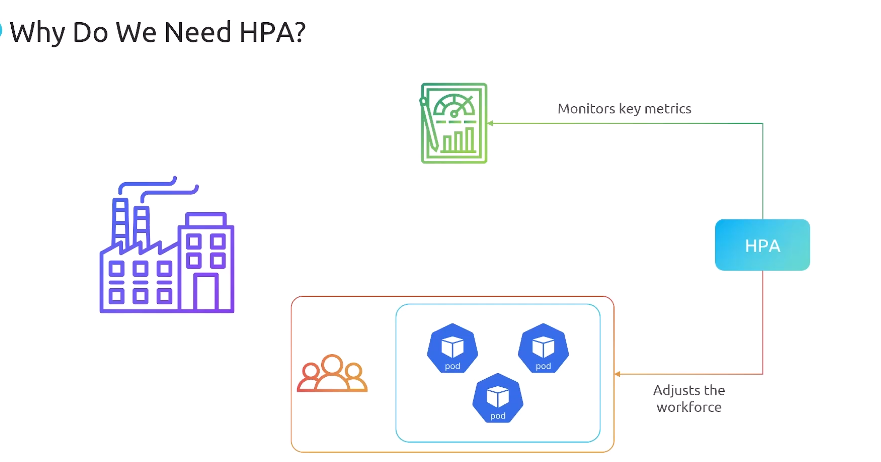 Why Do We Need HPA?
Monitors key metrics
HPA
pod
pod
pod
Adjusts the
workforce